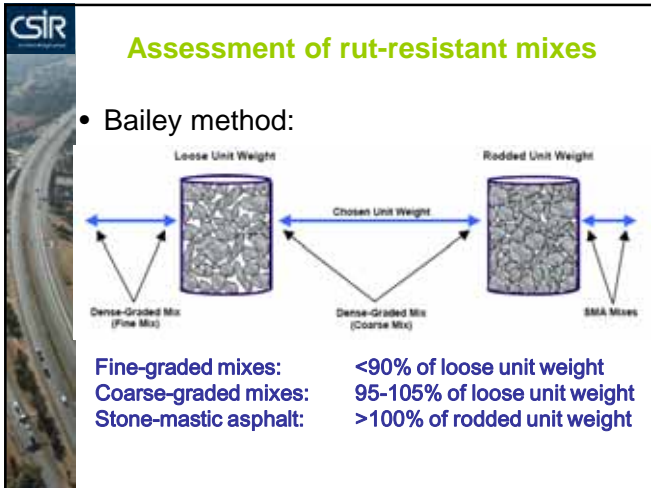 CSIR
Assessment of rut-resistant mixes
• Bailey method:
Loose Unit Weight
Rodded Unit Weight
Chosen Unit Weight
Dense-Graded Mix
(Fine Mix)
Dense-Graded Mix
(Coarse Mix)
SMA Mixes
Fine-graded mixes: <90% of loose unit weight
Coarse-graded mixes: 95-105% of loose unit weight
Stone-mastic asphalt: >100% of rodded unit weight